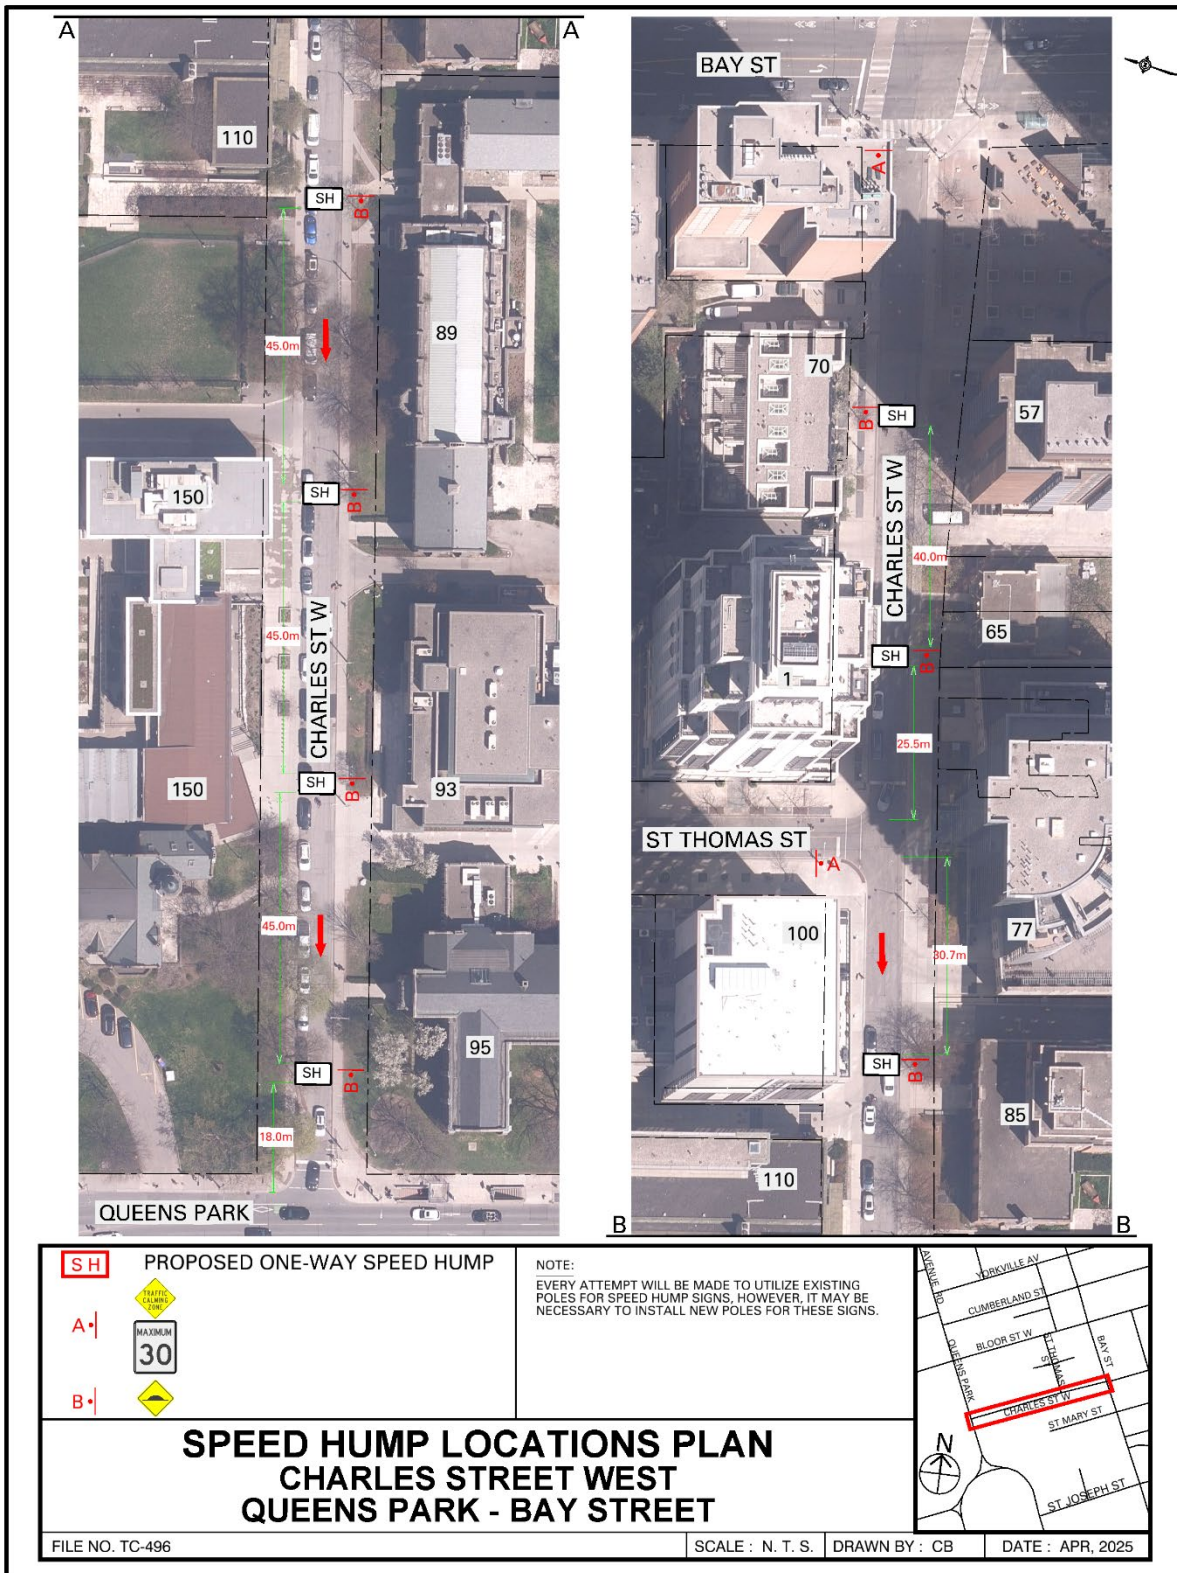 A
A
110
SH
B
45.0m
89
150
SH
B
45.0m
CHARLES ST W
SH
B
150
93
45.0m
95
SH
B
18.0m
QUEENS PARK
BAY ST
A
70
B
SH
57
CHARLES ST W
40.0m
65
SH
B
1
25.5m
ST THOMAS ST
A
100
77
30.7m
SH
B
85
110
B
B
SH PROPOSED ONE-WAY SPEED HUMP
TRAFFIC
CALMING
ZONE
A
MAXIMUM
30
B
NOTE:
EVERY ATTEMPT WILL BE MADE TO UTILIZE EXISTING
POLES FOR SPEED HUMP SIGNS, HOWEVER, IT MAY BE
NECESSARY TO INSTALL NEW POLES FOR THESE SIGNS.
AVENUE RD
YORKVILLE AV
CUMBERLAND ST
BLOOR ST W
ST THOMAS
ST
BAY ST
QUEENS PARK
CHARLES ST W
ST MARY ST
N
ST JOSEPH ST
SPEED HUMP LOCATIONS PLAN
CHARLES STREET WEST
QUEENS PARK - BAY STREET
FILE NO. TC-496
SCALE : N. T. S.
DRAWN BY : CB
DATE : APR, 2025